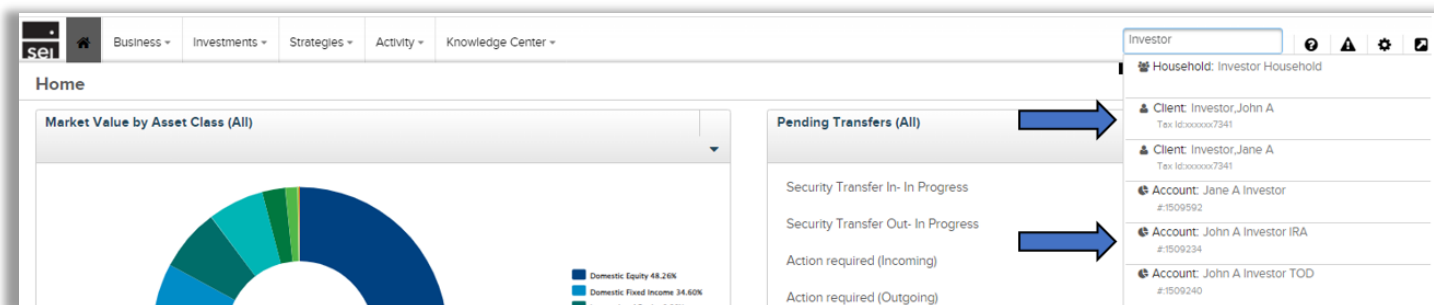 sei
Business
Investments
Strategies
Activity
Knowledge Center
Investor
Home
Market Value by Asset Class (All)
Domestic Equity 48.26%
Domestic Fixed Income 34.60%
Pending Transfers (All)
Security Transfer In- In Progress
Security Transfer Out- In Progress
Action required (Incoming)
Action required (Outgoing)
Household: Investor Household
Client: Investor,John A
Tax Id:xxxxxx7341
Client: Investor,Jane A
Tax Id:xxxxxx7341
Account: Jane A Investor
#:1509592
Account: John A Investor IRA
#:1509234
Account: John A Investor TOD
#:1509240